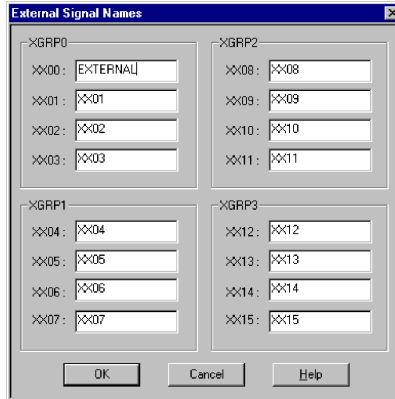 External Signal Names
XGRP0
XX00: EXTERNAL
XX01: XX01
XX02: XX02
XX03: XX03
XGRP2
XX08: XX08
XX09: XX09
XX10: XX10
XX11: XX11
XGRP1
XX04: XX04
XX05: XX05
XX06: XX06
XX07: XX07
XGRP3
XX12: XX12
XX13: XX13
XX14: XX14
XX15: XX15
OK Cancel Help